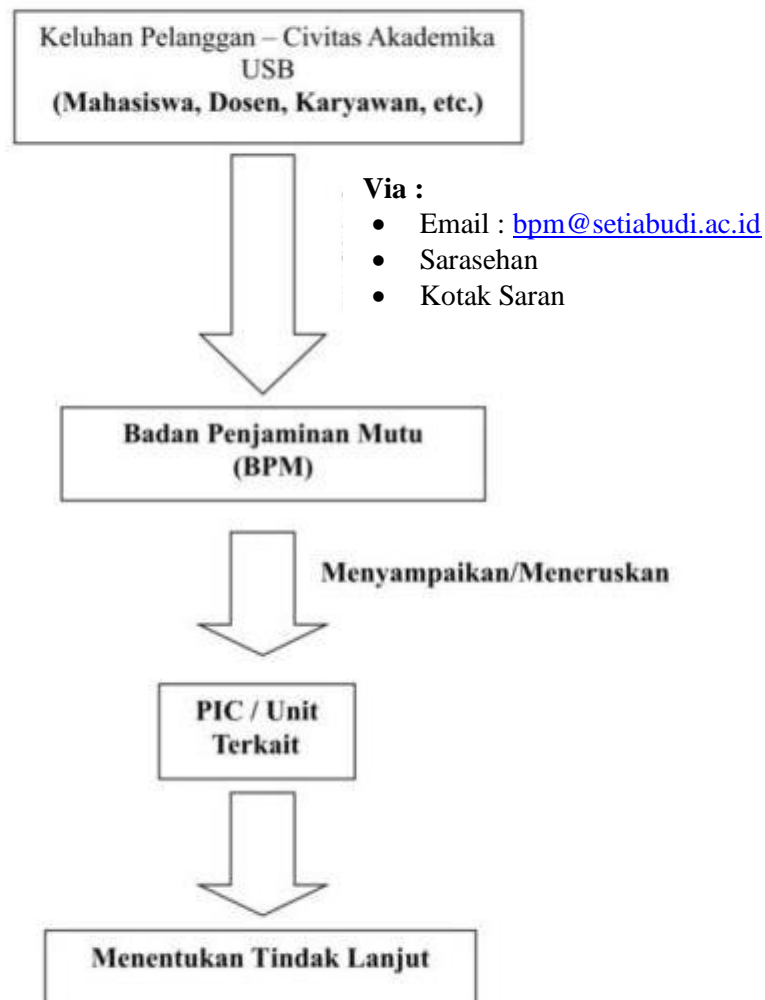 Keluhan Pelanggan – Civitas Akademika
USB
(Mahasiswa, Dosen, Karyawan, etc.)
Via :
• Email : bpm@setiabudi.ac.id
• Sarasehan
• Kotak Saran
Badan Penjaminan Mutu
(BPM)
Menyampaikan/Meneruskan
PIC / Unit
Terkait
Menentukan Tindak Lanjut